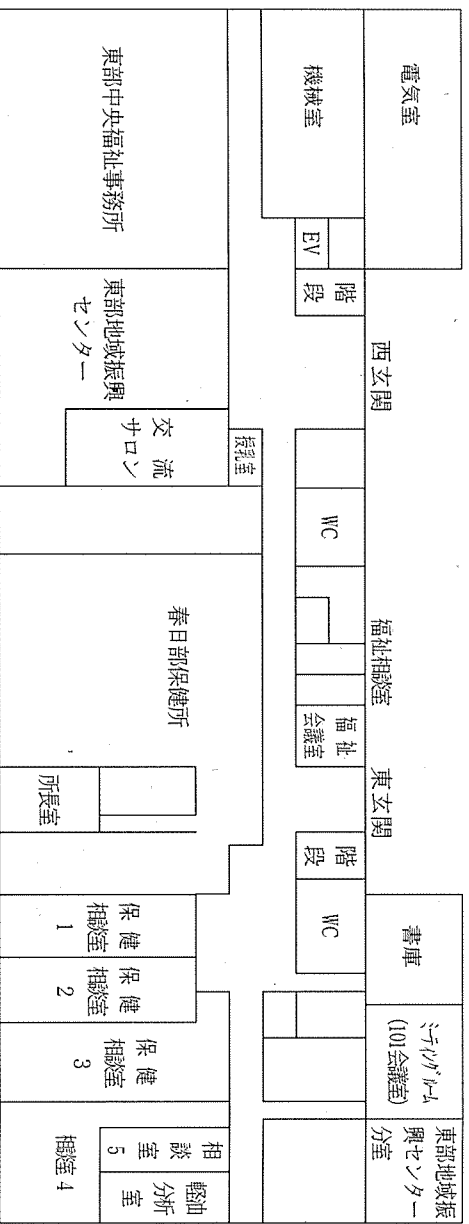 電気室
機械室
EV
階
段
東部中央福祉事務所
東部地域振興
センター
交　流
サロン
授乳室
西玄関
WC
福祉相談室
福　祉
会議室
東玄関
春日部保健所
所長室
階
段
WC
書庫
ﾐｰﾃｨﾝｸﾞﾙｰﾑ
(101会議室)
東部地域振
興センター
分室
保　健
相談室
1
保　健
相談室
2
保　健
相談室
3
相談室 4
相
談
室
5
軽油
分析
室